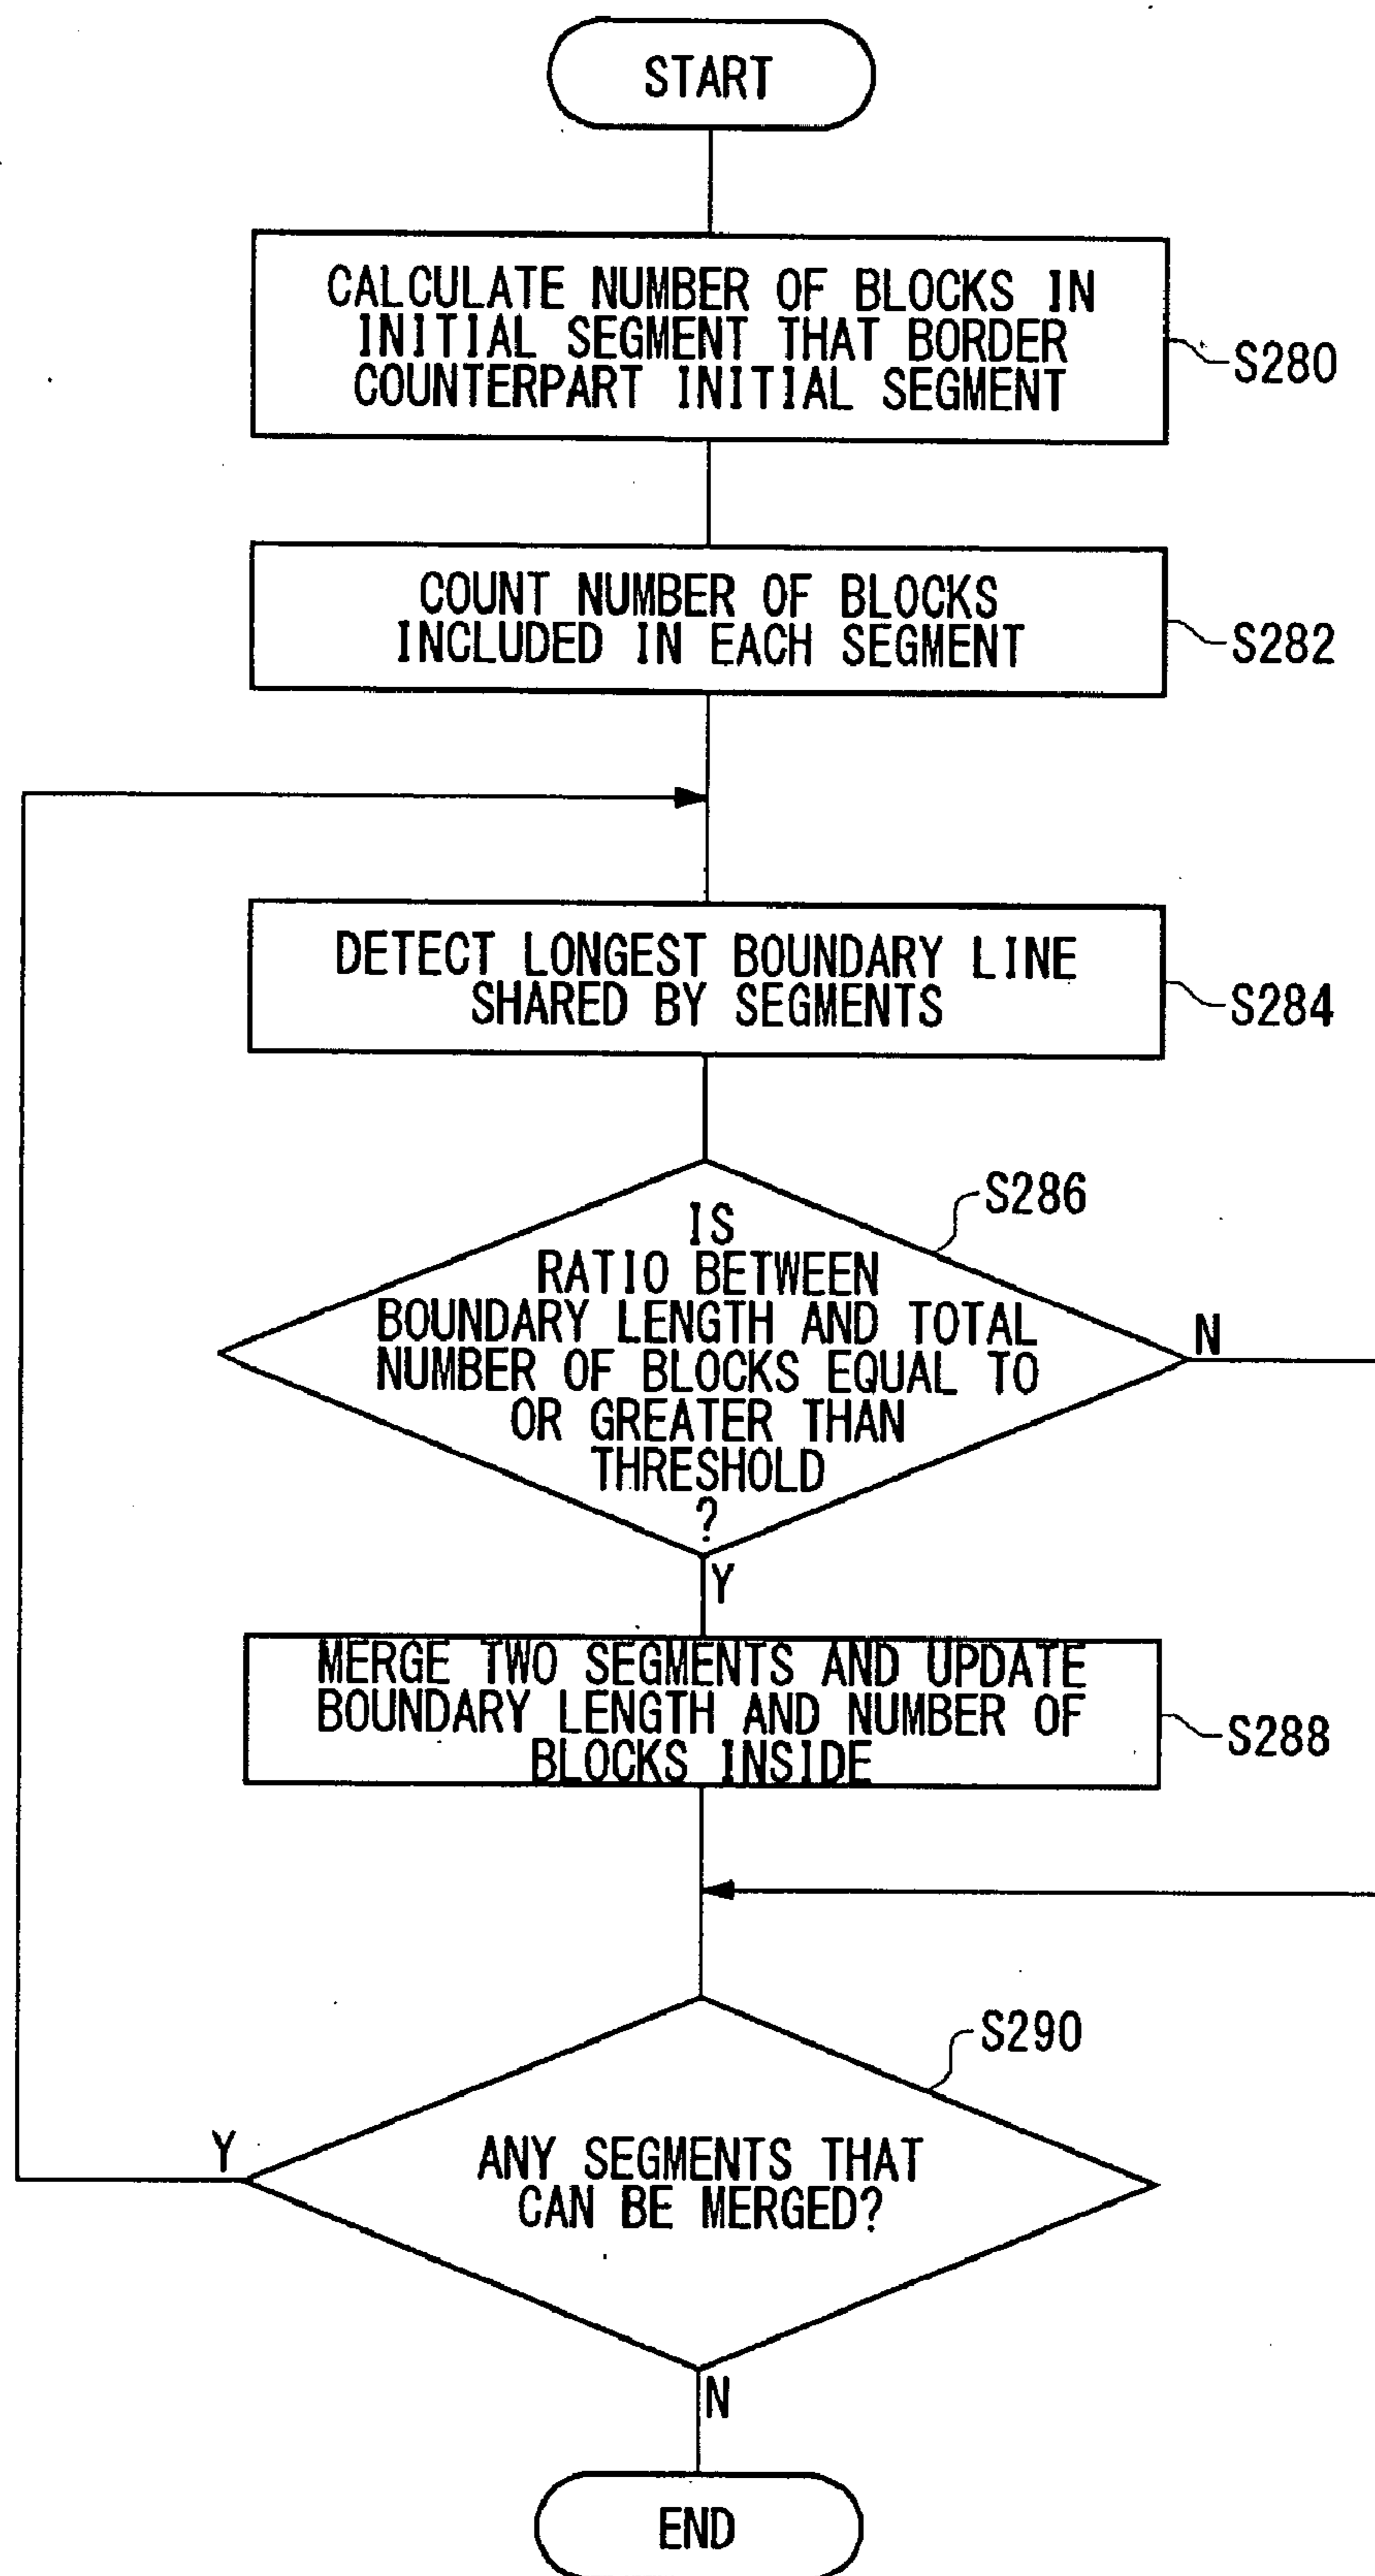 START
CALCULATE NUMBER OF BLOCKS IN
INITIAL SEGMENT THAT BORDER
COUNTERPART INITIAL SEGMENT
S280
COUNT NUMBER OF BLOCKS
INCLUDED IN EACH SEGMENT
S282
DETECT LONGEST BOUNDARY LINE
SHARED BY SEGMENTS
S284
S286
IS
RATIO BETWEEN
BOUNDARY LENGTH AND TOTAL
NUMBER OF BLOCKS EQUAL TO
OR GREATER THAN
THRESHOLD
?
N
Y
MERGE TWO SEGMENTS AND UPDATE
BOUNDARY LENGTH AND NUMBER OF
BLOCKS INSIDE
S288
S290
Y
ANY SEGMENTS THAT
CAN BE MERGED?
N
END